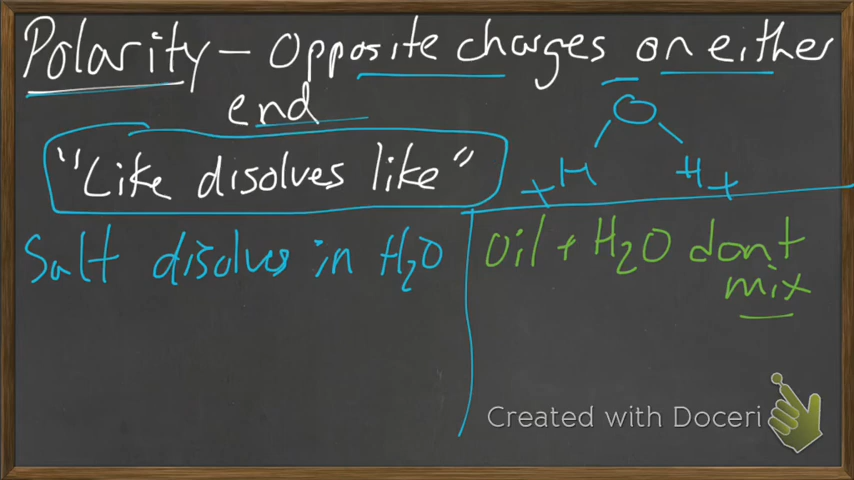 Polarity – Opposite charges on either
end
"Like disolves like"
O
H H
+ +
Salt disolves in H₂O
Oil + H₂O dont
mix
Created with Doceri